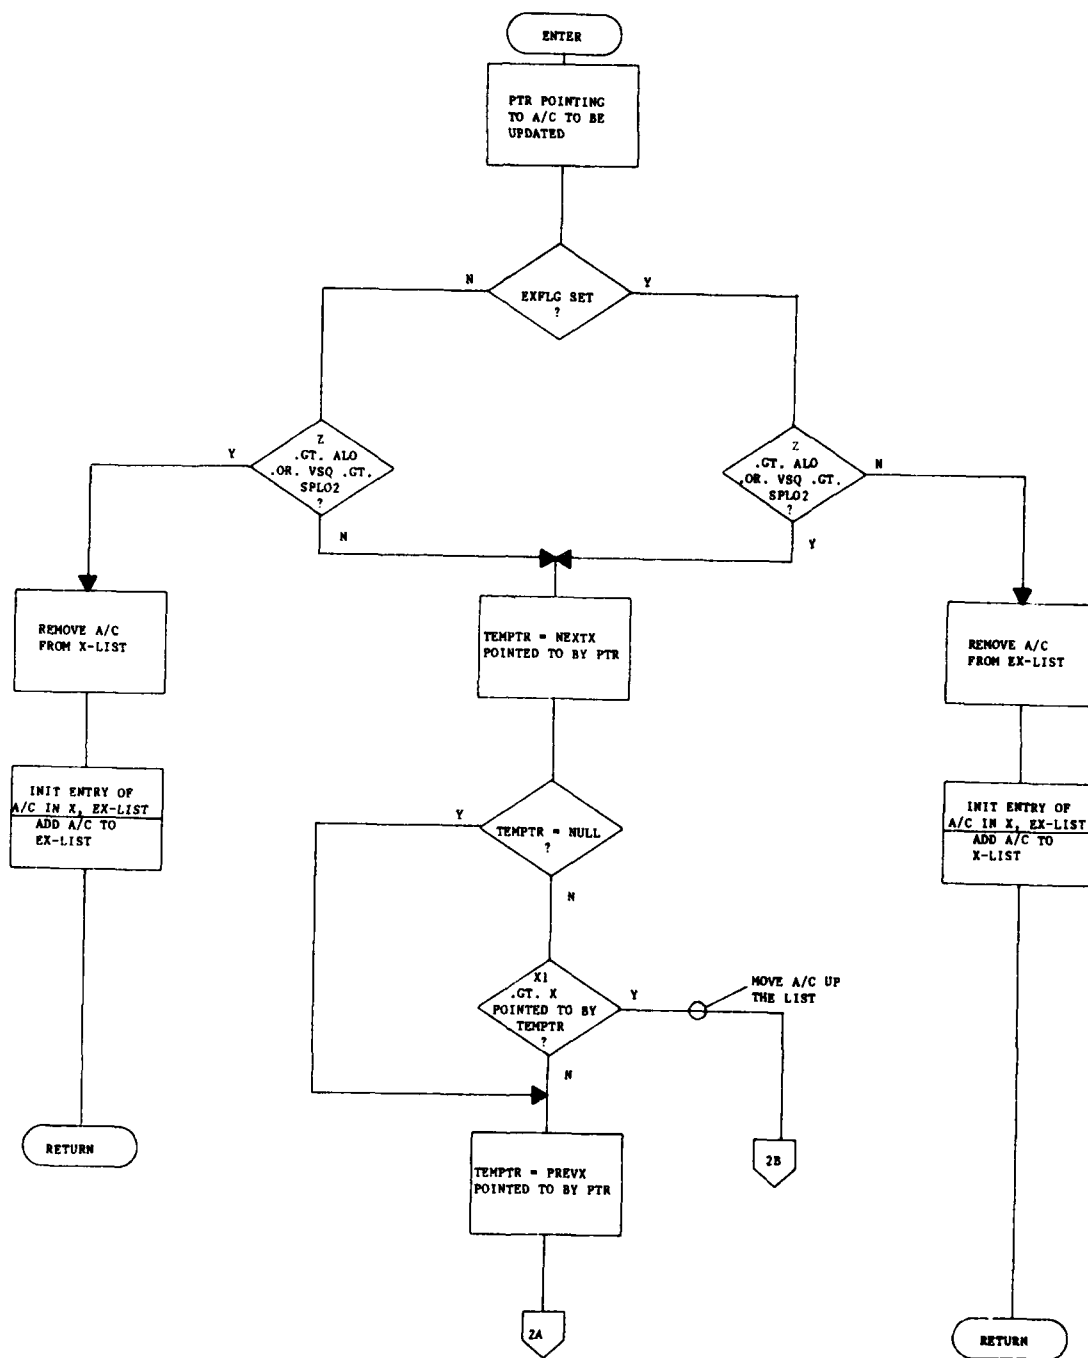 ENTER
PTR POINTING
TO A/C TO BE
UPDATED
N
EXFLG SET
?
Y
Y
Z
.GT. ALO
.OR. VSQ .GT.
SPLO2
?
N
Z
.GT. ALO
.OR. VSQ .GT.
SPLO2
?
N
Y
REMOVE A/C
FROM X-LIST
TEMPTR = NEXTX
POINTED TO BY PTR
REMOVE A/C
FROM EX-LIST
INIT ENTRY OF
A/C IN X, EX-LIST
ADD A/C TO
EX-LIST
INIT ENTRY OF
A/C IN X, EX-LIST
ADD A/C TO
X-LIST
Y
TEMPTR = NULL
?
N
X1
.GT. X
POINTED TO BY
TEMPTR
?
Y
MOVE A/C UP
THE LIST
N
RETURN
TEMPTR = PREVX
POINTED TO BY PTR
2B
2A
RETURN